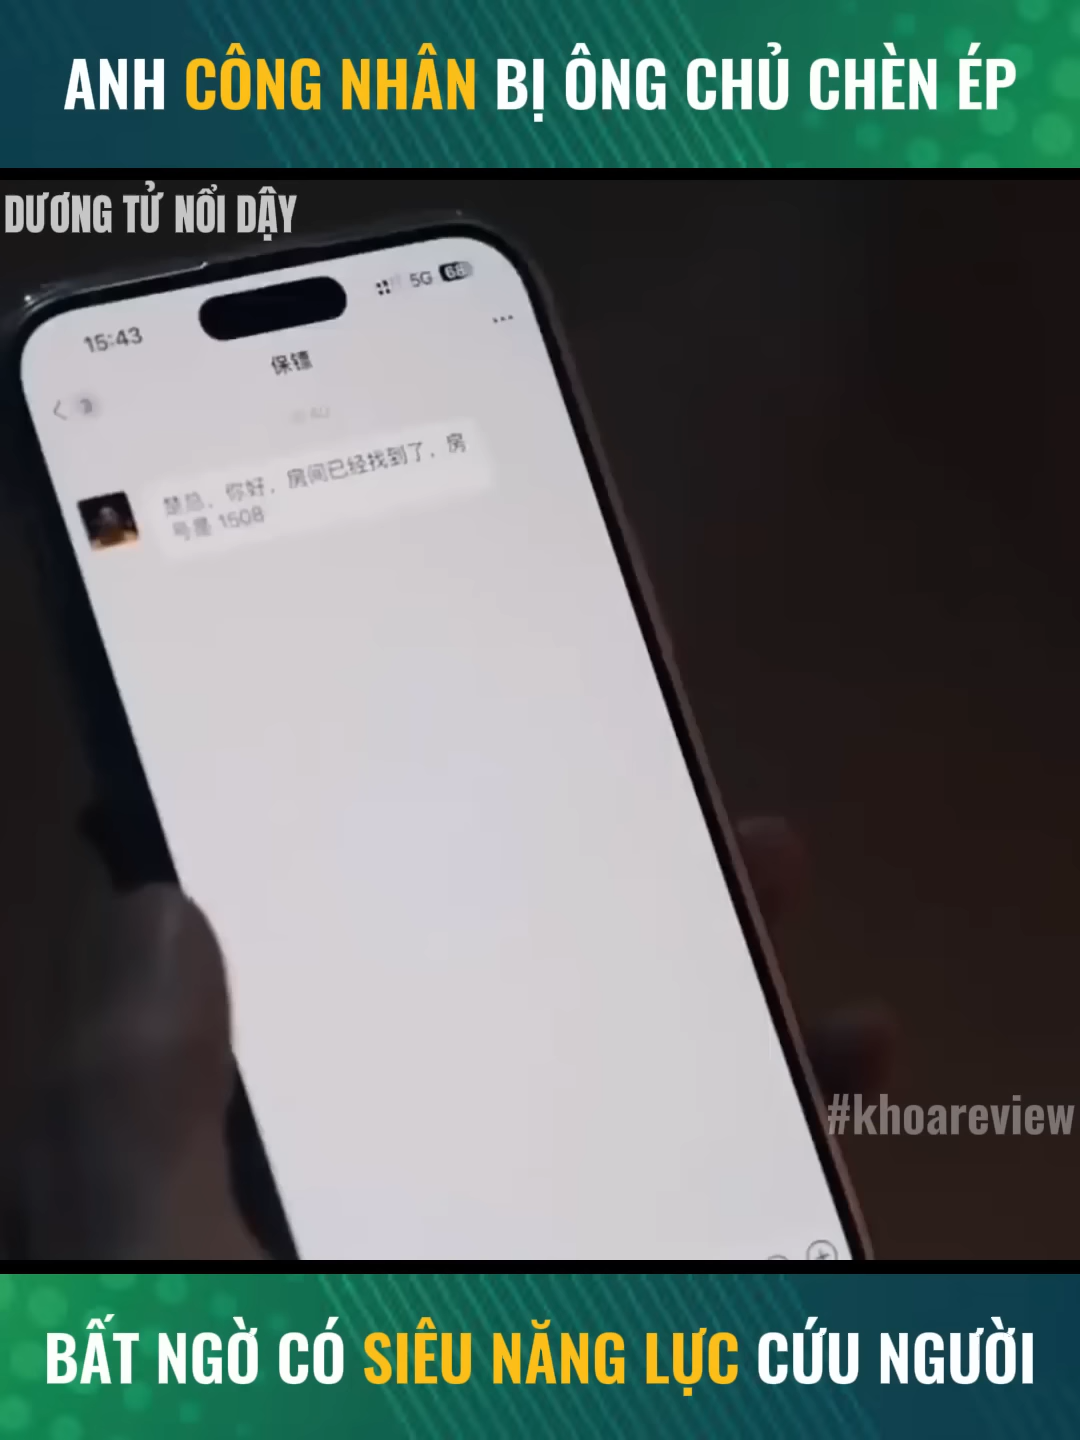 ANH CÔNG NHÂN BỊ ÔNG CHỦ CHÈN ÉP
DƯƠNG TỬ NỔI DẬY
15:43
5G 68
保镖
3
楚总，你好，房间已经找到了，房
号是 1508
#khoareview
BẤT NGỜ CÓ SIÊU NĂNG LỰC CỨU NGƯỜI